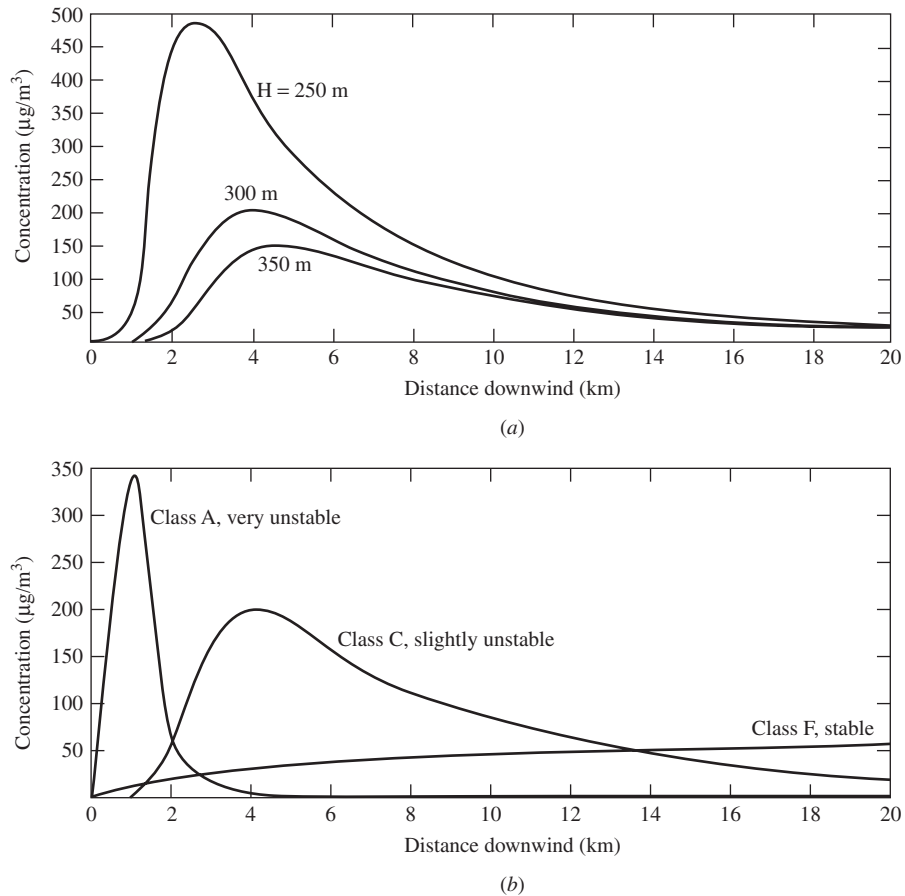 500
450
400
350
300
250
200
150
100
50
Concentration (μg/m³)
H = 250 m
300 m
350 m
0 2 4 6 8 10 12 14 16 18 20
Distance downwind (km)
(a)
350
300
250
200
150
100
50
0
Concentration (μg/m³)
Class A, very unstable
Class C, slightly unstable
Class F, stable
0 2 4 6 8 10 12 14 16 18 20
Distance downwind (km)
(b)